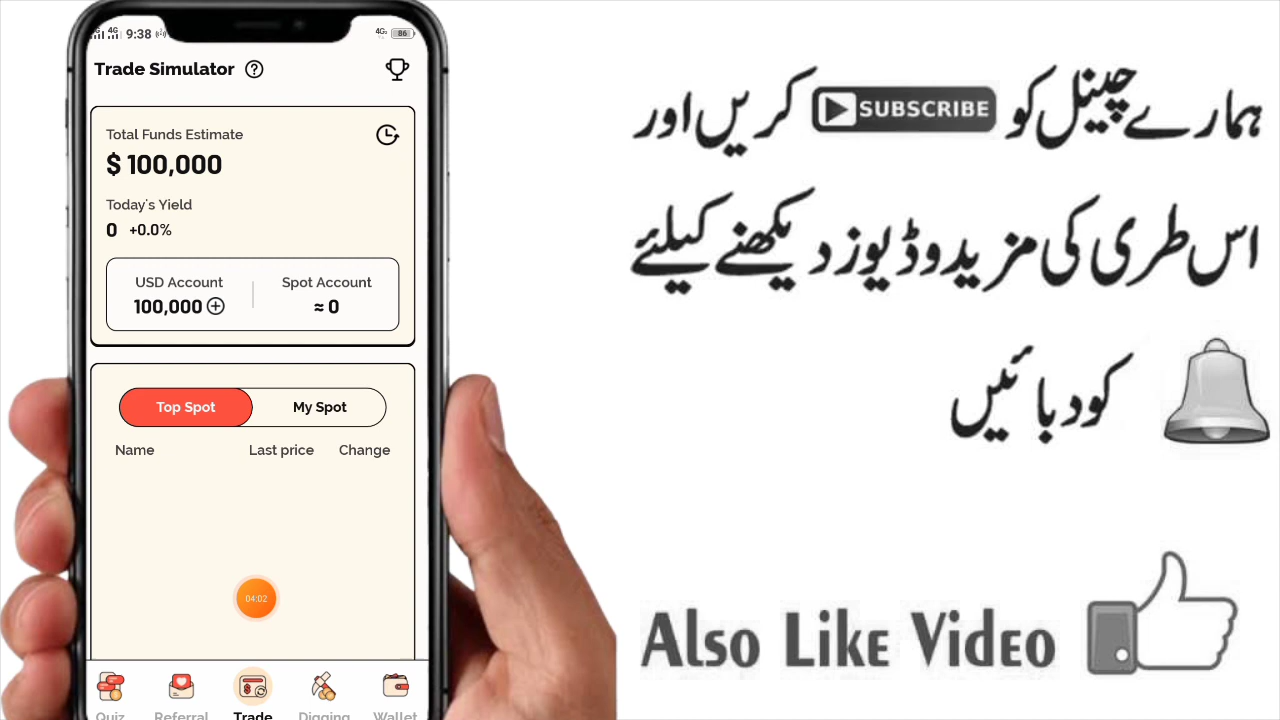 4G 9:38
4G 86
Trade Simulator ?
Total Funds Estimate
$ 100,000
Today's Yield
0 +0.0%
USD Account Spot Account
100,000 ≈ 0
Top Spot My Spot
Name Last price Change
04:02
Quiz Referral Trade Digging Wallet
ہمارے چینل کو SUBSCRIBE کریں اور
اس طری کی مزید وڈیوز دیکھنے کیلئے
کو دبائیں
Also Like Video